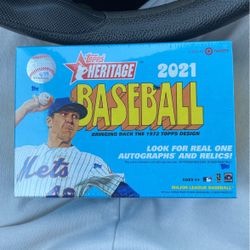 Topps
HERITAGE
2021
BASEBALL
BRINGING BACK THE 1972 TOPPS DESIGN
LOOK FOR REAL ONE
AUTOGRAPHS AND RELICS!
Mets
MAJOR LEAGUE BASEBALL